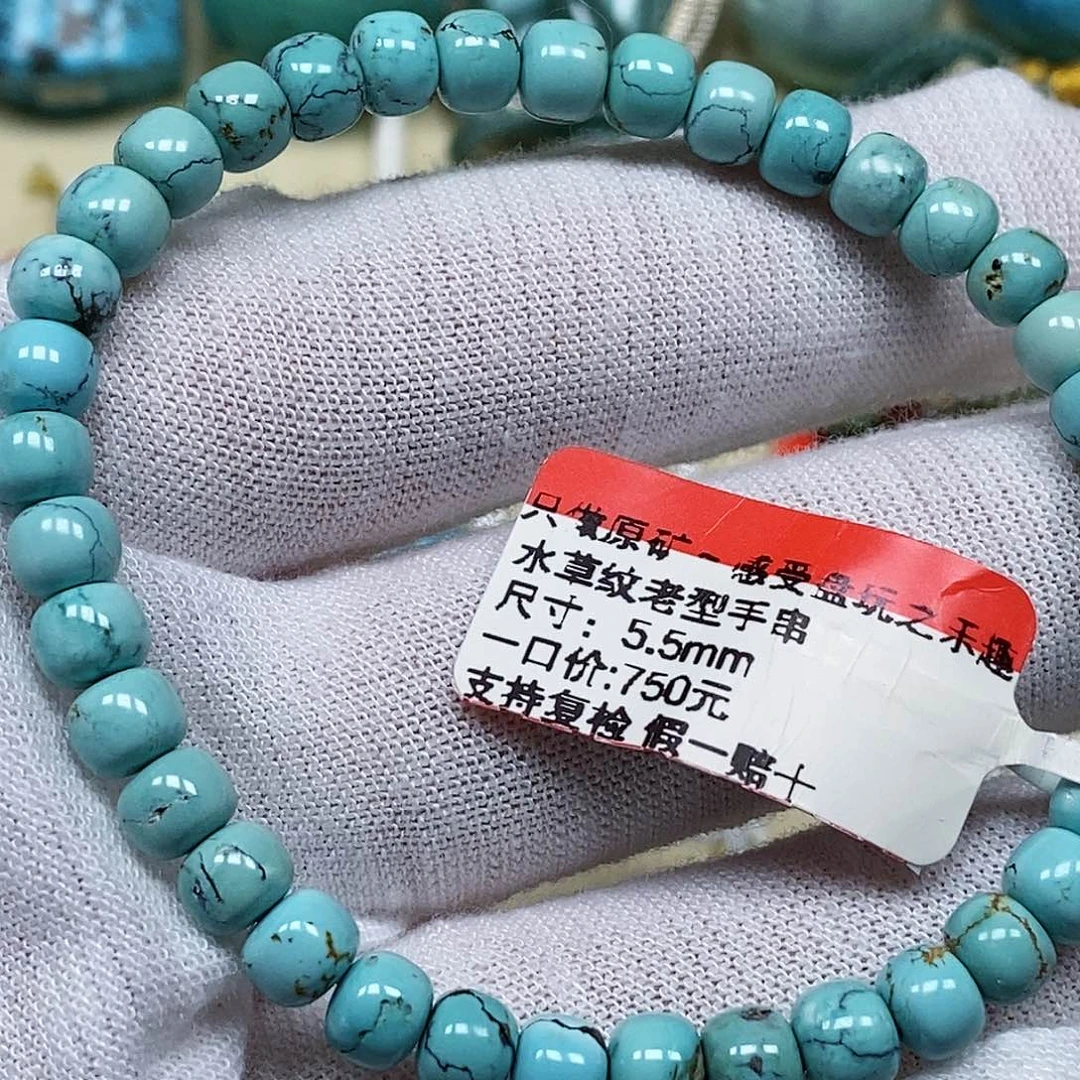 只做原矿~感受盘玩之乐趣
水草纹老型手串
尺寸：5.5mm
一口价:750元
支持复检 假一赔十